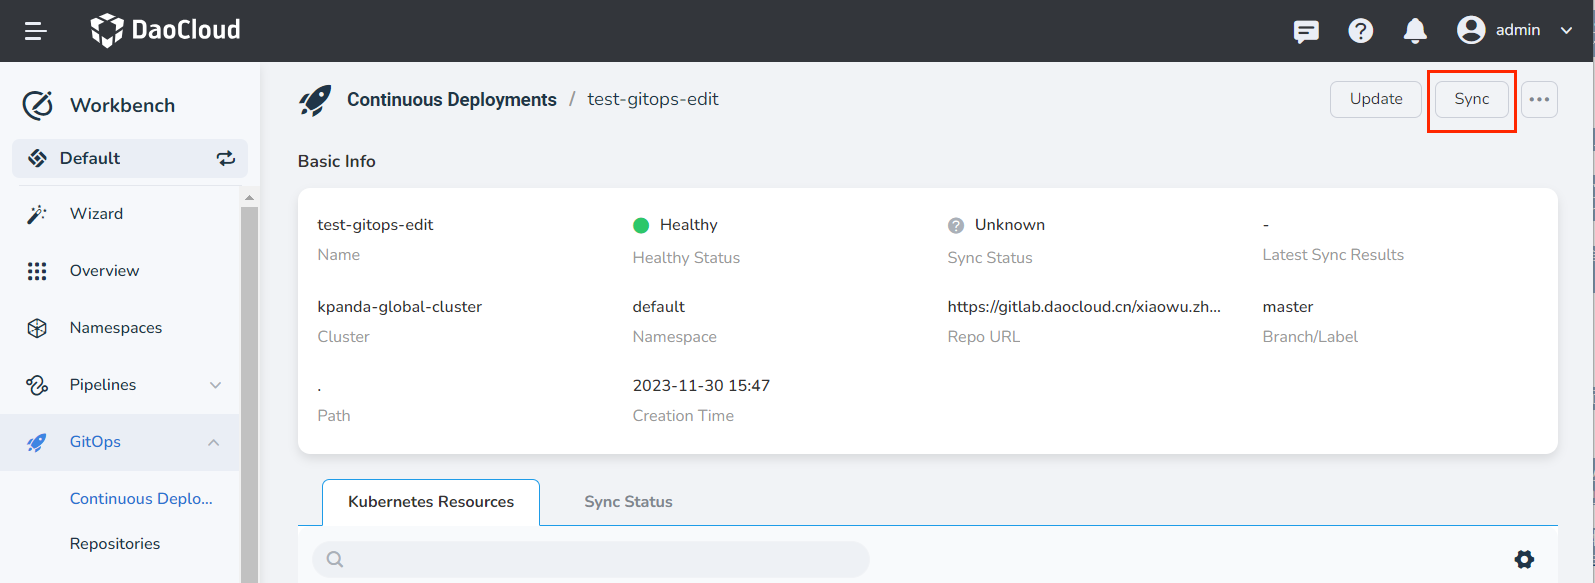 DaoCloud
admin
Workbench
Default
Wizard
Overview
Namespaces
Pipelines
GitOps
Continuous Deplo...
Repositories
Continuous Deployments / test-gitops-edit
Update
Sync
Basic Info
test-gitops-edit
Name
Healthy
Healthy Status
Unknown
Sync Status
-
Latest Sync Results
kpanda-global-cluster
Cluster
default
Namespace
https://gitlab.daocloud.cn/xiaowu.zh...
Repo URL
master
Branch/Label
.
Path
2023-11-30 15:47
Creation Time
Kubernetes Resources
Sync Status